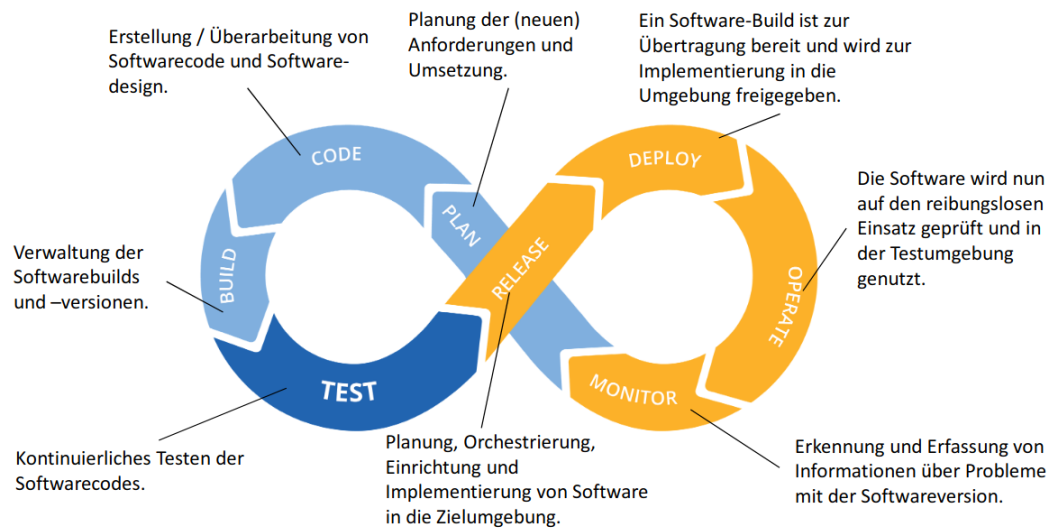 Erstellung / Überarbeitung von
Softwarecode und Software-
design.
Planung der (neuen)
Anforderungen und
Umsetzung.
Ein Software-Build ist zur
Übertragung bereit und wird zur
Implementierung in die
Umgebung freigegeben.
CODE
PLAN
DEPLOY
RELEASE
BUILD
OPERATE
TEST
MONITOR
Die Software wird nun
auf den reibungslosen
Einsatz geprüft und in
der Testumgebung
genutzt.
Verwaltung der
Softwarebuilds
und –versionen.
Kontinuierliches Testen der
Softwarecodes.
Planung, Orchestrierung,
Einrichtung und
Implementierung von Software
in die Zielumgebung.
Erkennung und Erfassung von
Informationen über Probleme
mit der Softwareversion.